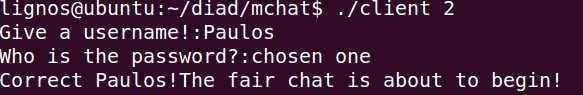 lignos@ubuntu:~/diad/mchat$ ./client 2
Give a username!:Paulos
Who is the password?:chosen one
Correct Paulos!The fair chat is about to begin!